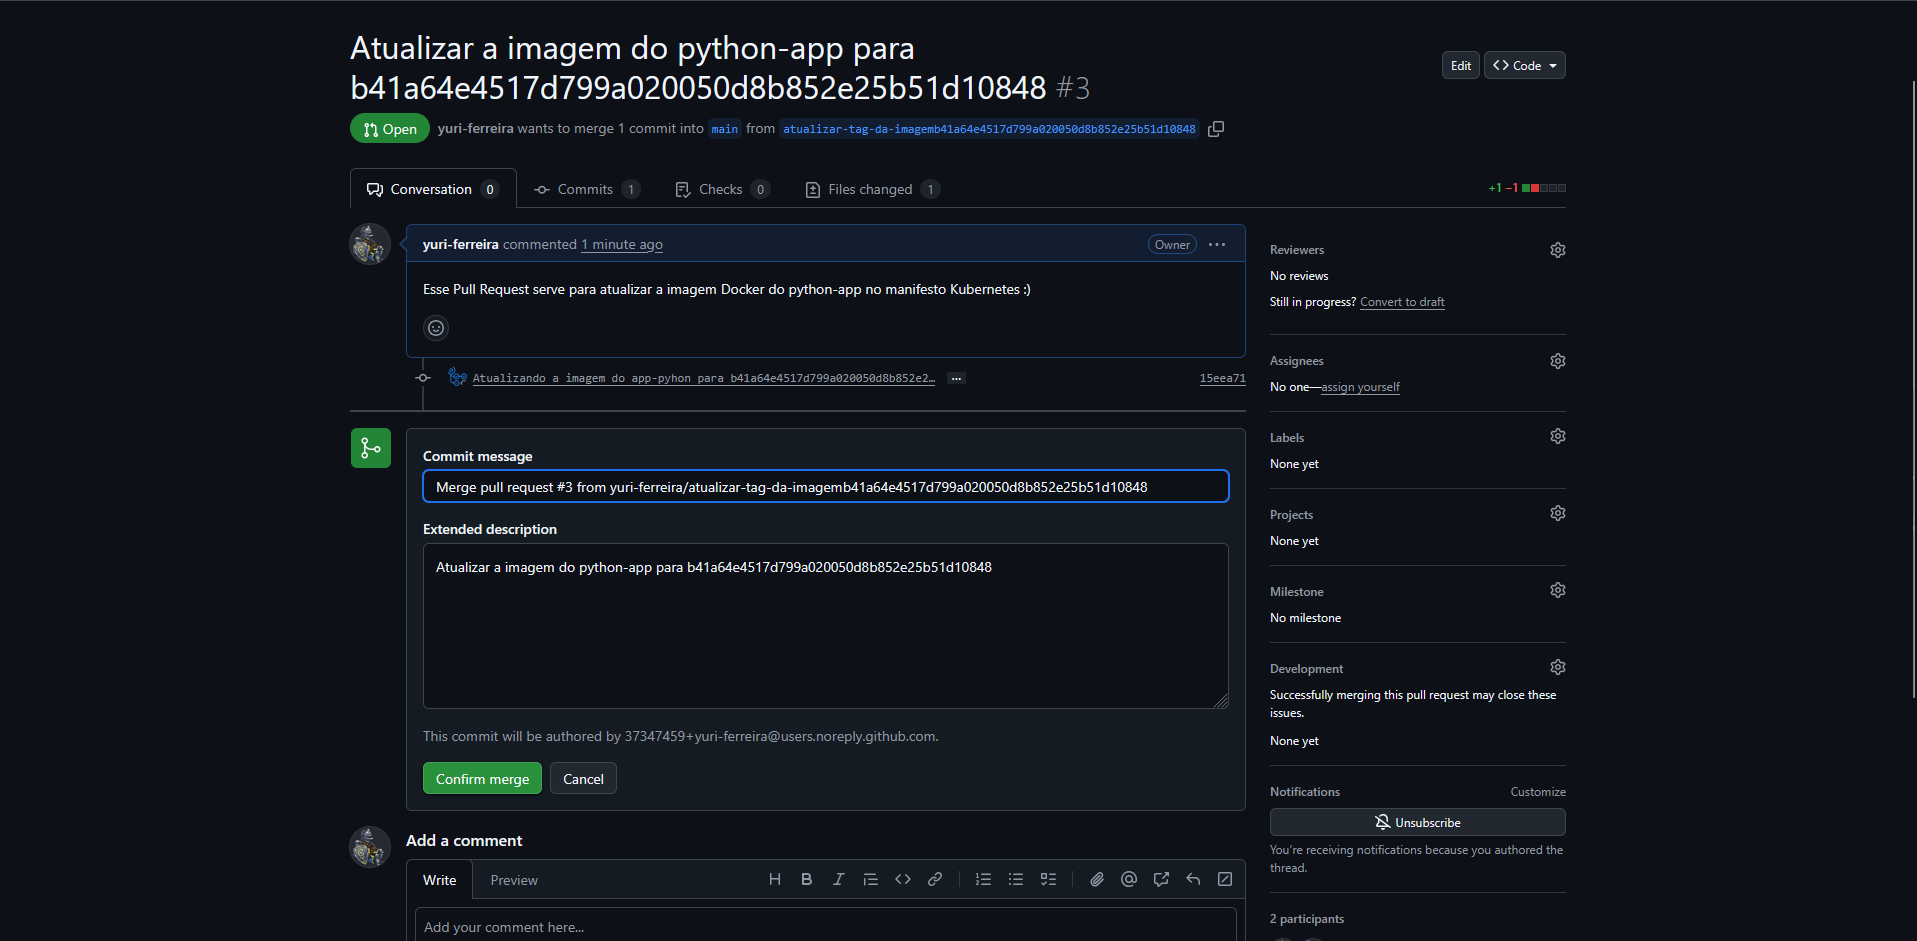 Atualizar a imagem do python-app para
b41a64e4517d799a020050d8b852e25b51d10848 #3
Edit
Code
Open
yuri-ferreira wants to merge 1 commit into main from atualizar-tag-da-imagemb41a64e4517d799a020050d8b852e25b51d10848
Conversation 0
Commits 1
Checks 0
Files changed 1
+1 −1
yuri-ferreira commented 1 minute ago
Owner
Esse Pull Request serve para atualizar a imagem Docker do python-app no manifesto Kubernetes :)
Atualizando a imagem do app-pyhon para b41a64e4517d799a020050d8b852e2…
15eea71
Commit message
Merge pull request #3 from yuri-ferreira/atualizar-tag-da-imagemb41a64e4517d799a020050d8b852e25b51d10848
Extended description
Atualizar a imagem do python-app para b41a64e4517d799a020050d8b852e25b51d10848
This commit will be authored by 37347459+yuri-ferreira@users.noreply.github.com.
Confirm merge
Cancel
Add a comment
Write
Preview
Add your comment here...
Reviewers
No reviews
Still in progress? Convert to draft
Assignees
No one—assign yourself
Labels
None yet
Projects
None yet
Milestone
No milestone
Development
Successfully merging this pull request may close these
issues.
None yet
Notifications
Customize
Unsubscribe
You're receiving notifications because you authored the
thread.
2 participants